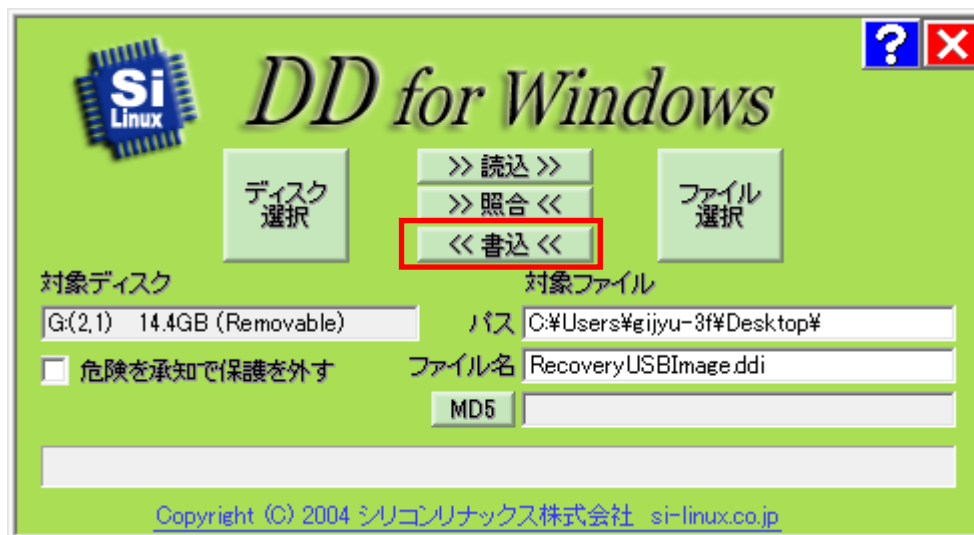 Si
Linux
DD for Windows
?
ディスク
選択
>> 読込 >>
>> 照合 <<
<< 書込 <<
ファイル
選択
対象ディスク
対象ファイル
G:(2,1) 14.4GB (Removable)
パス
C:¥Users¥gijyu-3f¥Desktop¥
危険を承知で保護を外す
ファイル名
RecoveryUSBImage.ddi
MD5
Copyright (C) 2004 シリコンリナックス株式会社 si-linux.co.jp